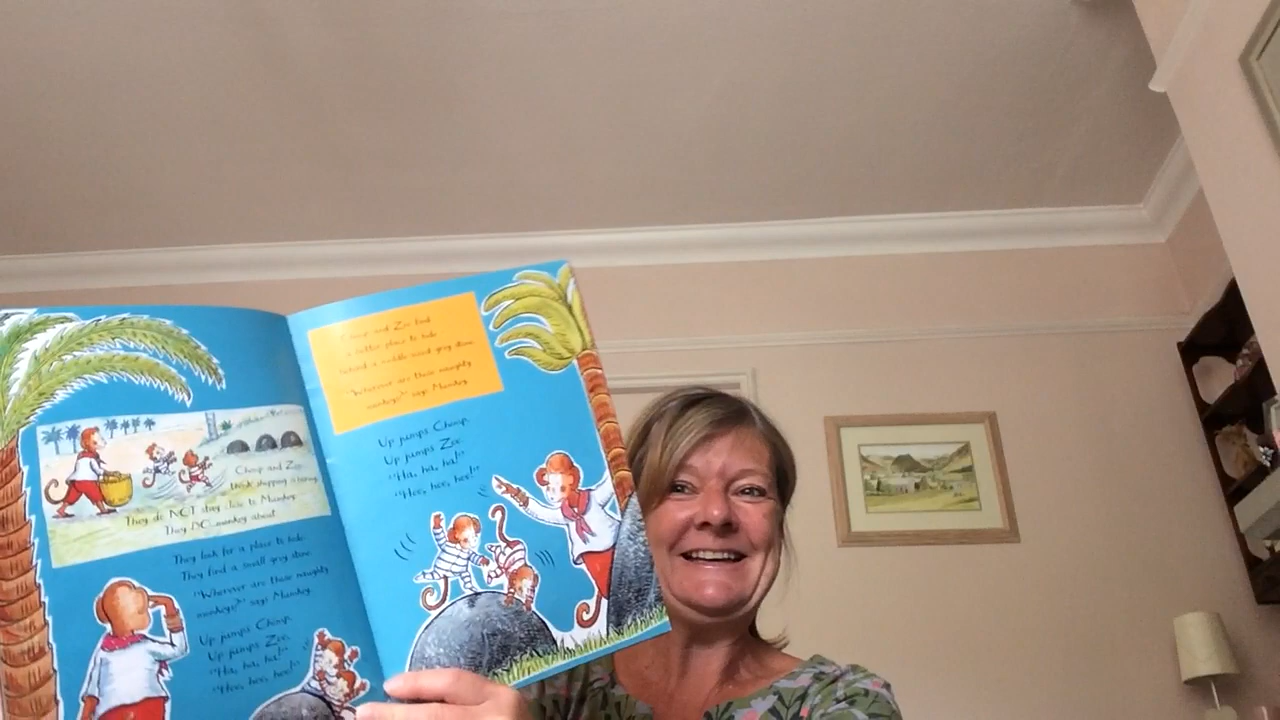 Chimp and Zee
think shopping is boring.
They do NOT stay close to Mumkey.
They DO monkey about.
They look for a place to hide.
They find a small grey stone.
"Wherever are those naughty
monkeys?" says Mumkey.
Up jumps Chimp.
Up jumps Zee.
"Ha, ha, ha!"
"Hee, hee, hee!"
Chimp and Zee find
a better place to hide
behind a middle-sized grey stone.
"Wherever are those naughty
monkeys?" says Mumkey.
Up jumps Chimp.
Up jumps Zee.
"Ha, ha, ha!"
"Hee, hee, hee!"